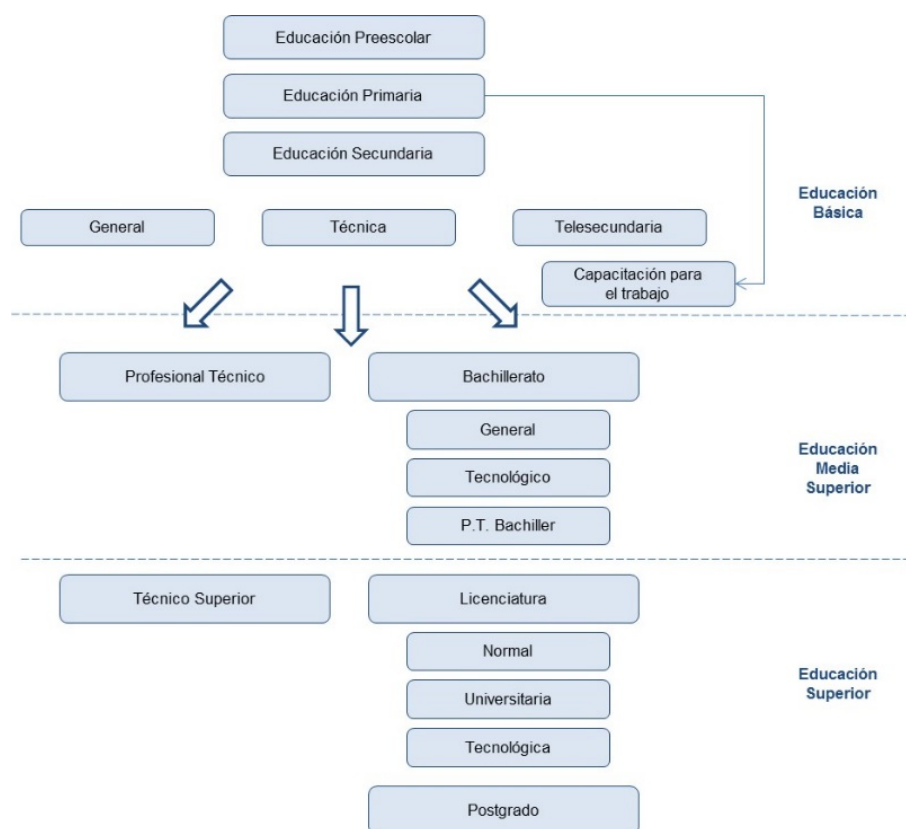 Educación Preescolar
Educación Primaria
Educación Secundaria
General
Técnica
Telesecundaria
Educación
Básica
Capacitación para
el trabajo
Profesional Técnico
Bachillerato
General
Tecnológico
P.T. Bachiller
Educación
Media
Superior
Técnico Superior
Licenciatura
Normal
Universitaria
Tecnológica
Educación
Superior
Postgrado